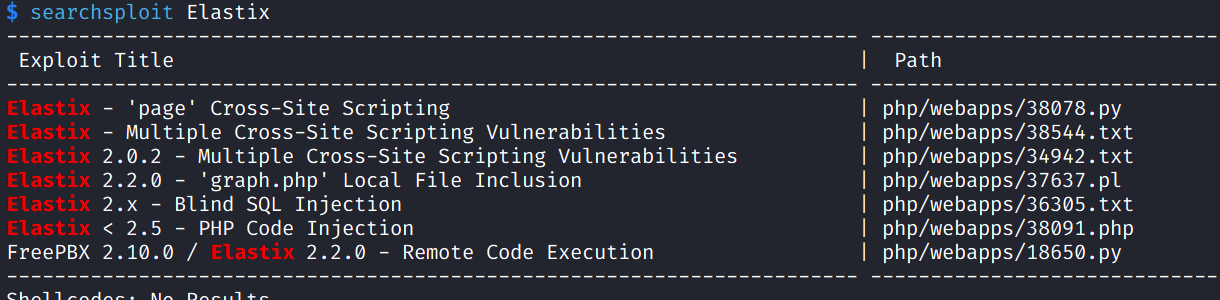 $ searchsploit Elastix
---------------------------------------------------------------------- -----------------------------
Exploit Title | Path
---------------------------------------------------------------------- -----------------------------
Elastix - 'page' Cross-Site Scripting | php/webapps/38078.py
Elastix - Multiple Cross-Site Scripting Vulnerabilities | php/webapps/38544.txt
Elastix 2.0.2 - Multiple Cross-Site Scripting Vulnerabilities | php/webapps/34942.txt
Elastix 2.2.0 - 'graph.php' Local File Inclusion | php/webapps/37637.pl
Elastix 2.x - Blind SQL Injection | php/webapps/36305.txt
Elastix < 2.5 - PHP Code Injection | php/webapps/38091.php
FreePBX 2.10.0 / Elastix 2.2.0 - Remote Code Execution | php/webapps/18650.py
---------------------------------------------------------------------- -----------------------------
Shellcodes: No Results